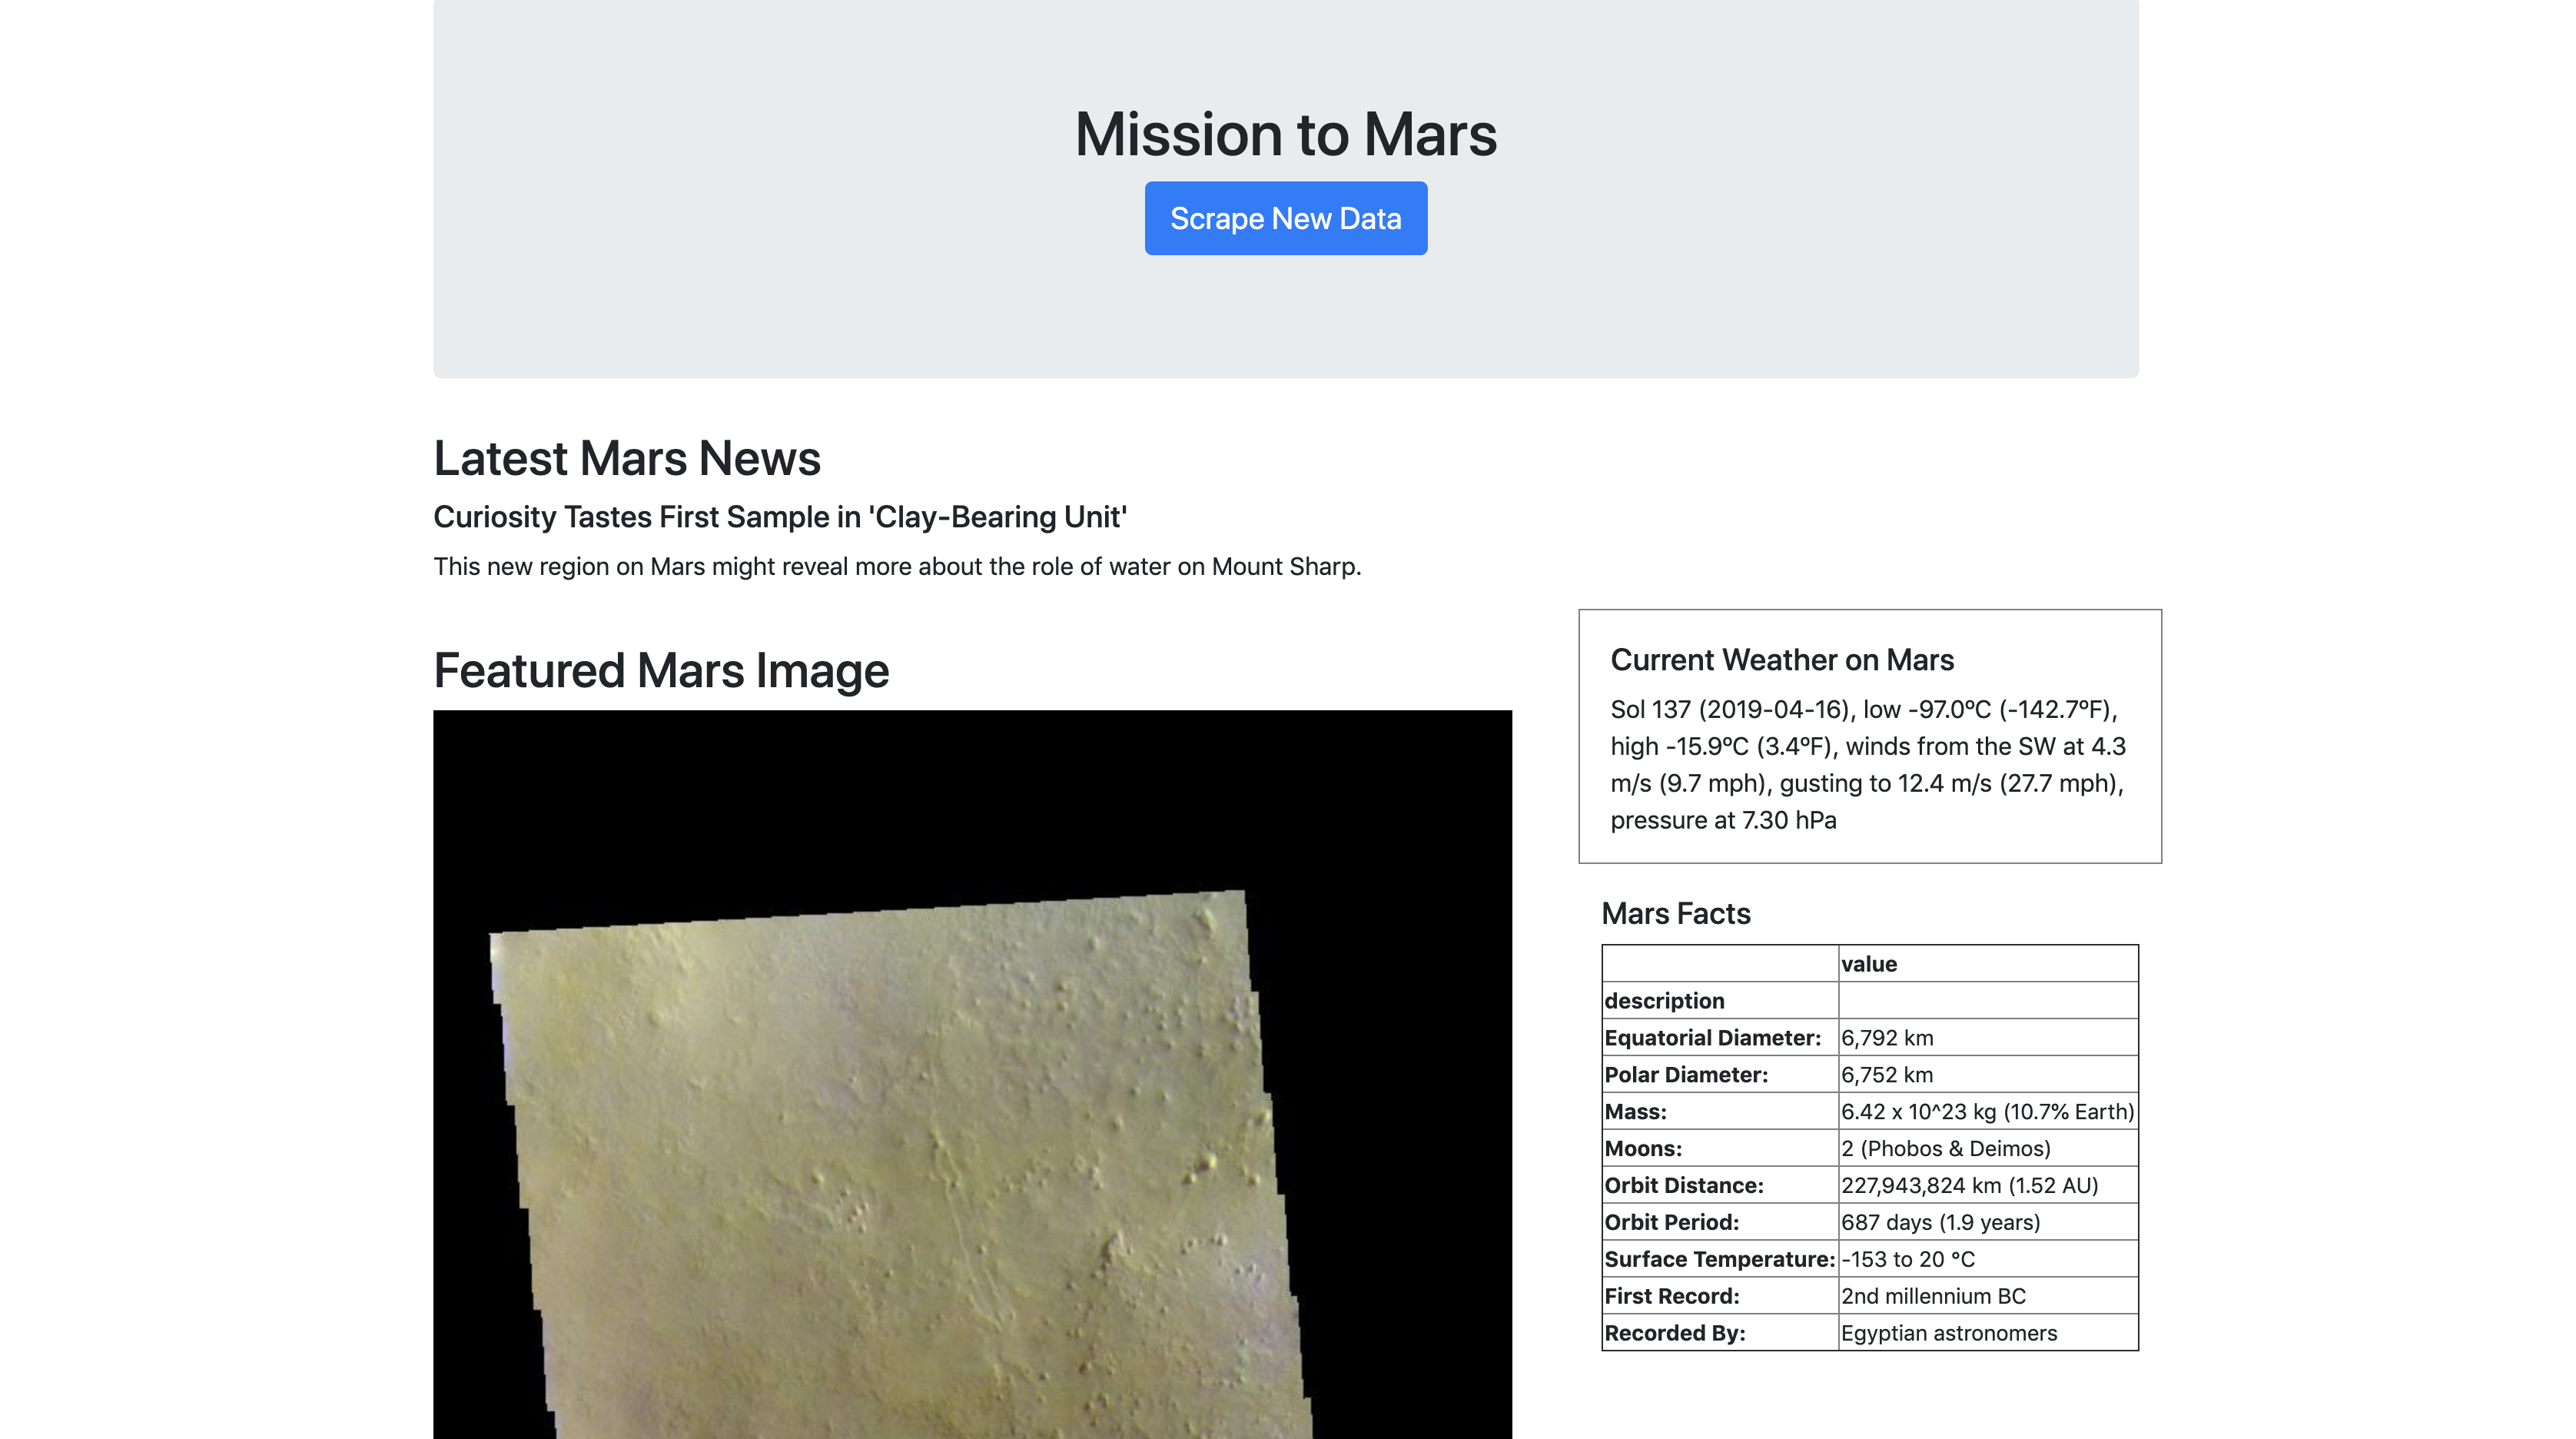 Mission to Mars
Scrape New Data
Latest Mars News
Curiosity Tastes First Sample in 'Clay-Bearing Unit'
This new region on Mars might reveal more about the role of water on Mount Sharp.
Featured Mars Image
Current Weather on Mars
Sol 137 (2019-04-16), low -97.0ºC (-142.7ºF),
high -15.9ºC (3.4ºF), winds from the SW at 4.3
m/s (9.7 mph), gusting to 12.4 m/s (27.7 mph),
pressure at 7.30 hPa
Mars Facts
value
description
Equatorial Diameter: 6,792 km
Polar Diameter: 6,752 km
Mass: 6.42 x 10^23 kg (10.7% Earth)
Moons: 2 (Phobos & Deimos)
Orbit Distance: 227,943,824 km (1.52 AU)
Orbit Period: 687 days (1.9 years)
Surface Temperature: -153 to 20 °C
First Record: 2nd millennium BC
Recorded By: Egyptian astronomers